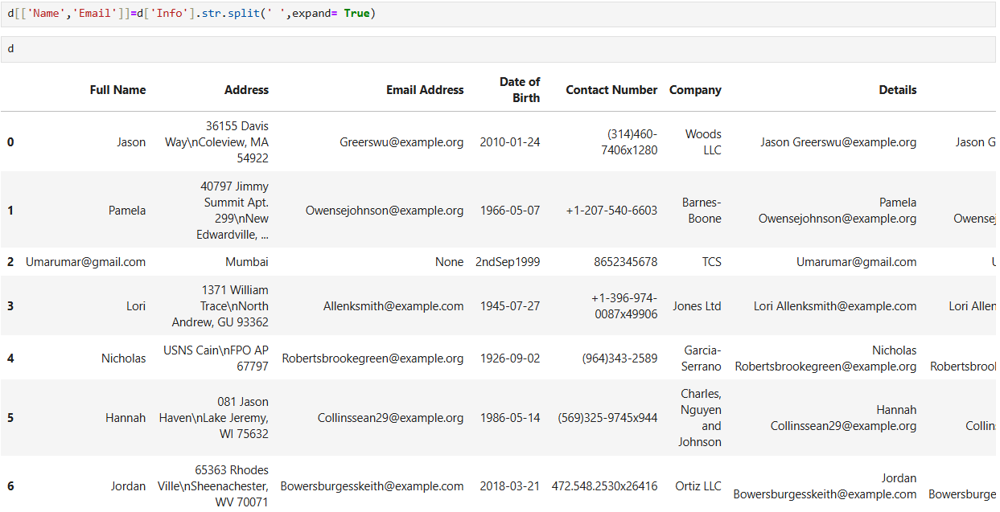 d[['Name','Email']]=d['Info'].str.split(' ',expand= True)
d
Full Name Address Email Address Date of Birth Contact Number Company Details
0 Jason 36155 Davis Way\nColeview, MA 54922 Greerswu@example.org 2010-01-24 (314)460-7406x1280 Woods LLC Jason Greerswu@example.org Jason G
1 Pamela 40797 Jimmy Summit Apt. 299\nNew Edwardville, ... Owensejohnson@example.org 1966-05-07 +1-207-540-6603 Barnes-Boone Pamela Owensejohnson@example.org
2 Umarumar@gmail.com Mumbai None 2ndSep1999 8652345678 TCS Umarumar@gmail.com
3 Lori 1371 William Trace\nNorth Andrew, GU 93362 Allenksmith@example.com 1945-07-27 +1-396-974-0087x49906 Jones Ltd Lori Allenksmith@example.com Lori Allen
4 Nicholas USNS Cain\nFPO AP 67797 Robertsbrookegreen@example.org 1926-09-02 (964)343-2589 Garcia-Serrano Nicholas Robertsbrookegreen@example.org Robertsbrool
5 Hannah 081 Jason Haven\nLake Jeremy, WI 75632 Collinssean29@example.org 1986-05-14 (569)325-9745x944 Charles, Nguyen and Johnson Hannah Collinssean29@example.org Collins
6 Jordan 65363 Rhodes Ville\nSheenachester, WV 70071 Bowersburgesskeith@example.com 2018-03-21 472.548.2530x26416 Ortiz LLC Jordan Bowersburgesskeith@example.com Bowersburge